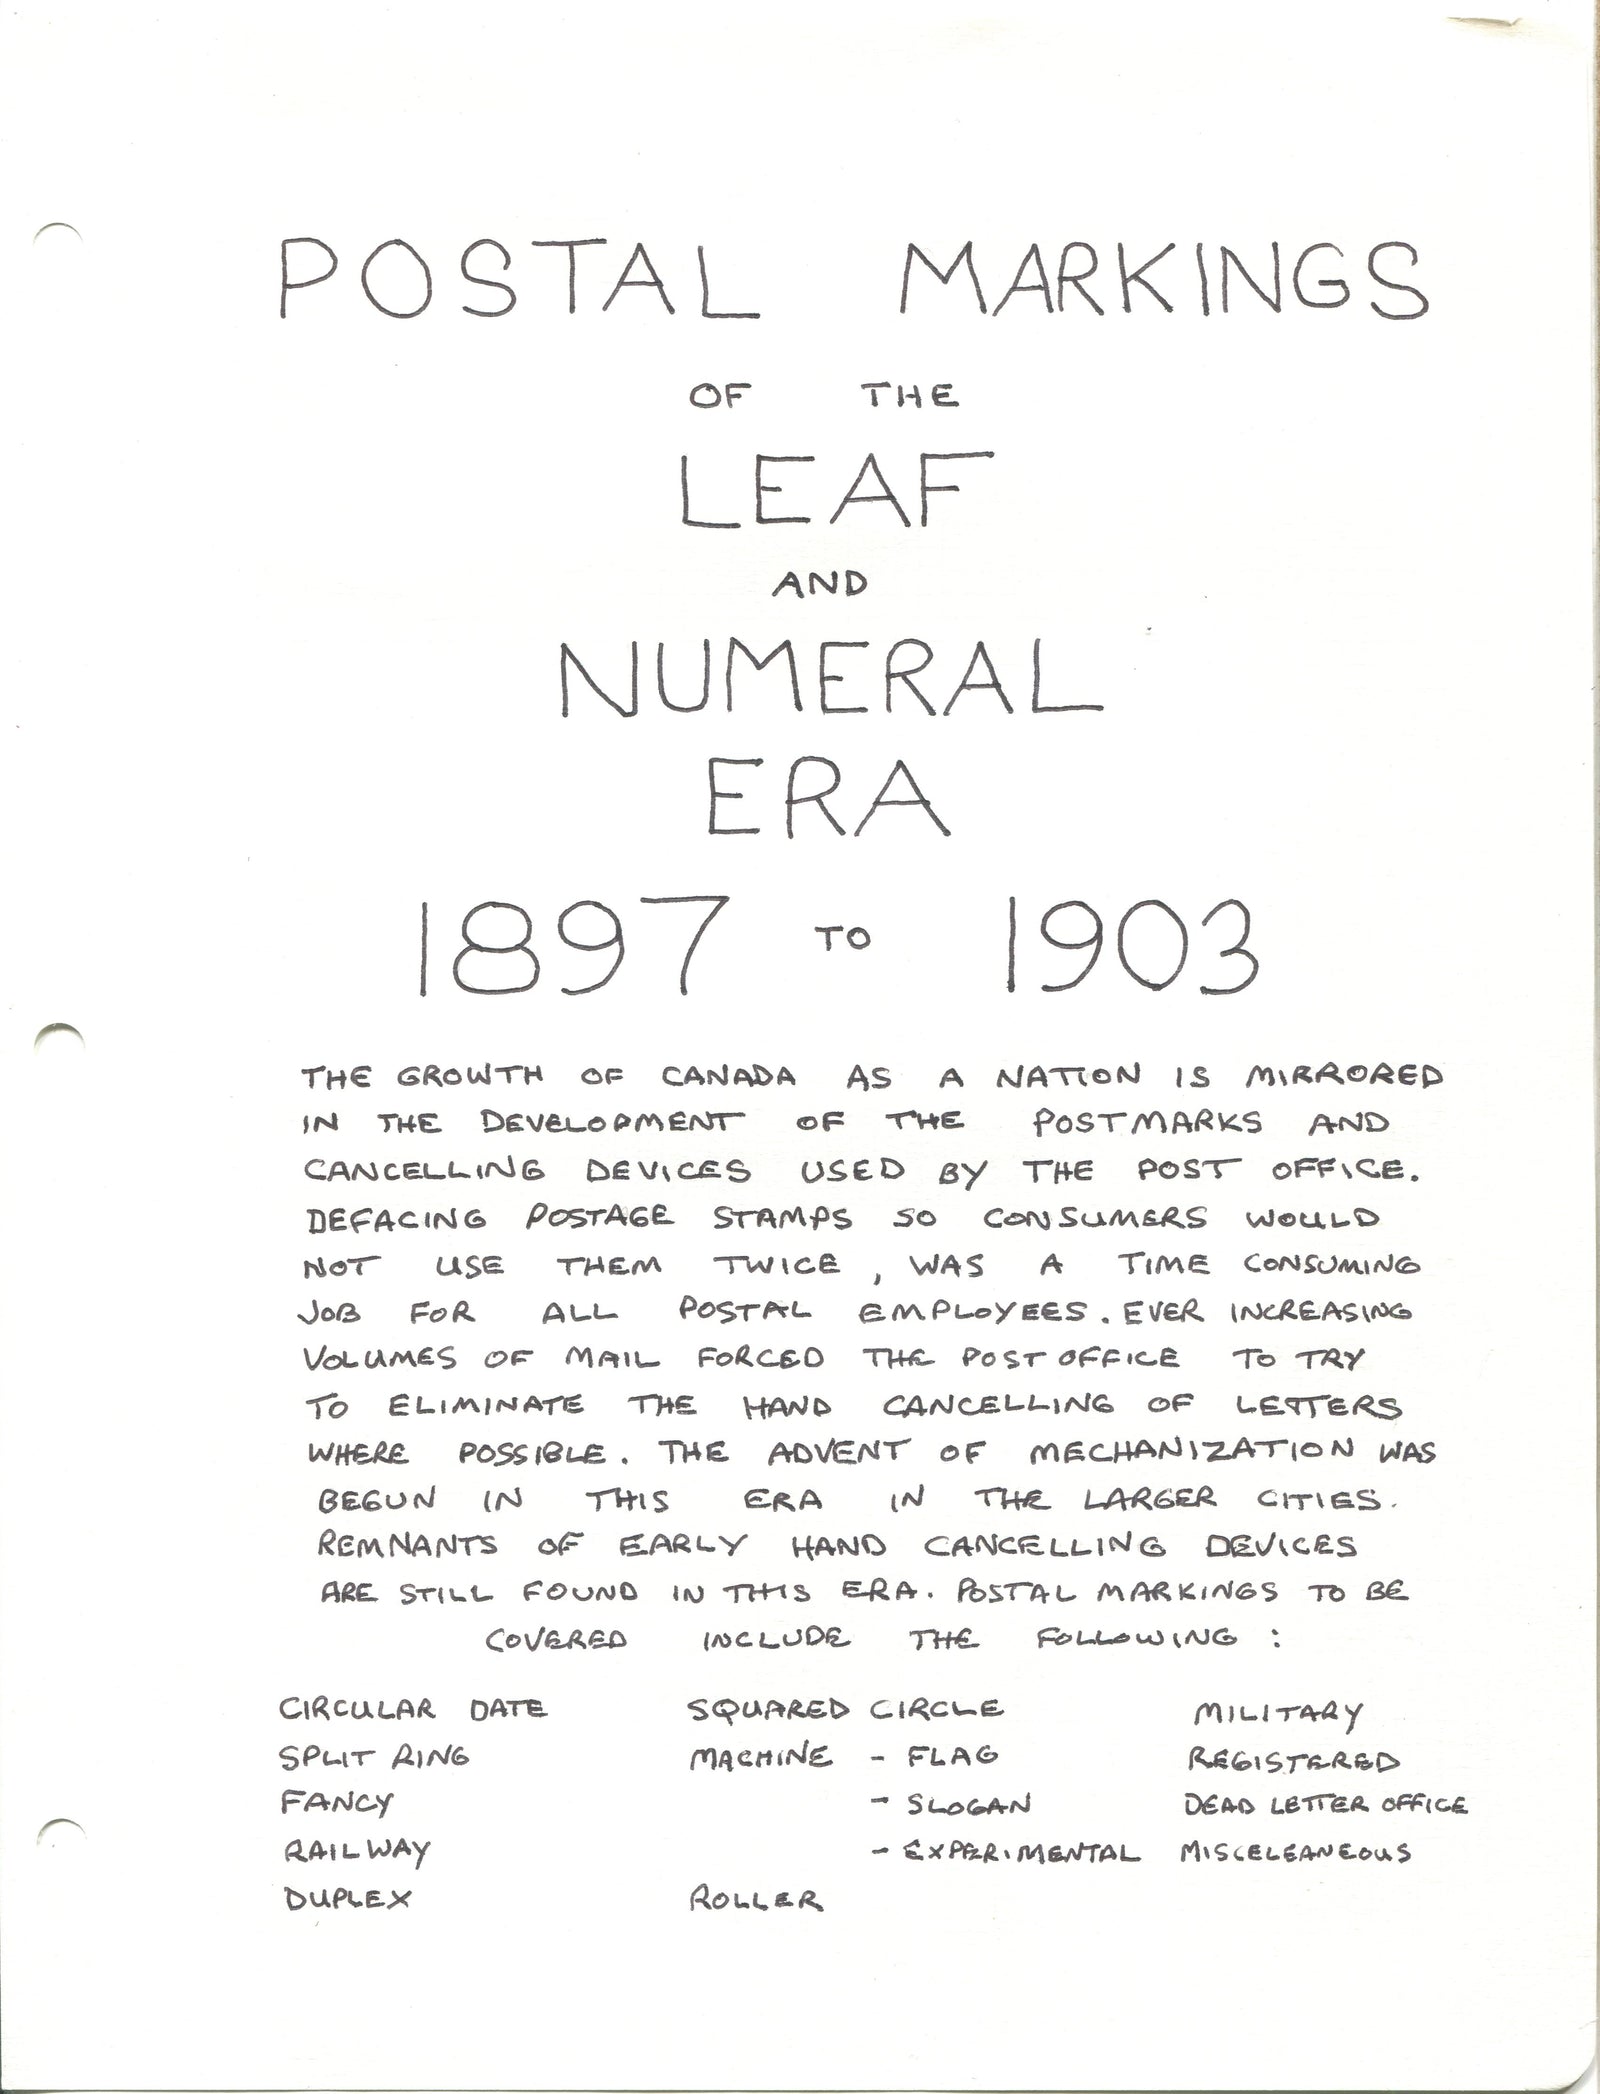 POSTAL MARKINGS
OF THE
LEAF
AND
NUMERAL
ERA
1897 TO 1903
THE GROWTH OF CANADA AS A NATION IS MIRRORED
IN THE DEVELOPMENT OF THE POSTMARKS AND
CANCELLING DEVICES USED BY THE POST OFFICE.
DEFACING POSTAGE STAMPS SO CONSUMERS WOULD
NOT USE THEM TWICE, WAS A TIME CONSUMING
JOB FOR ALL POSTAL EMPLOYEES. EVER INCREASING
VOLUMES OF MAIL FORCED THE POST OFFICE TO TRY
TO ELIMINATE THE HAND CANCELLING OF LETTERS
WHERE POSSIBLE. THE ADVENT OF MECHANIZATION WAS
BEGUN IN THIS ERA IN THE LARGER CITIES.
REMNANTS OF EARLY HAND CANCELLING DEVICES
ARE STILL FOUND IN THIS ERA. POSTAL MARKINGS TO BE
COVERED INCLUDE THE FOLLOWING :
CIRCULAR DATE SQUARED CIRCLE MILITARY
SPLIT RING MACHINE - FLAG REGISTERED
FANCY - SLOGAN DEAD LETTER OFFICE
RAILWAY - EXPERIMENTAL MISCELEANEOUS
DUPLEX ROLLER